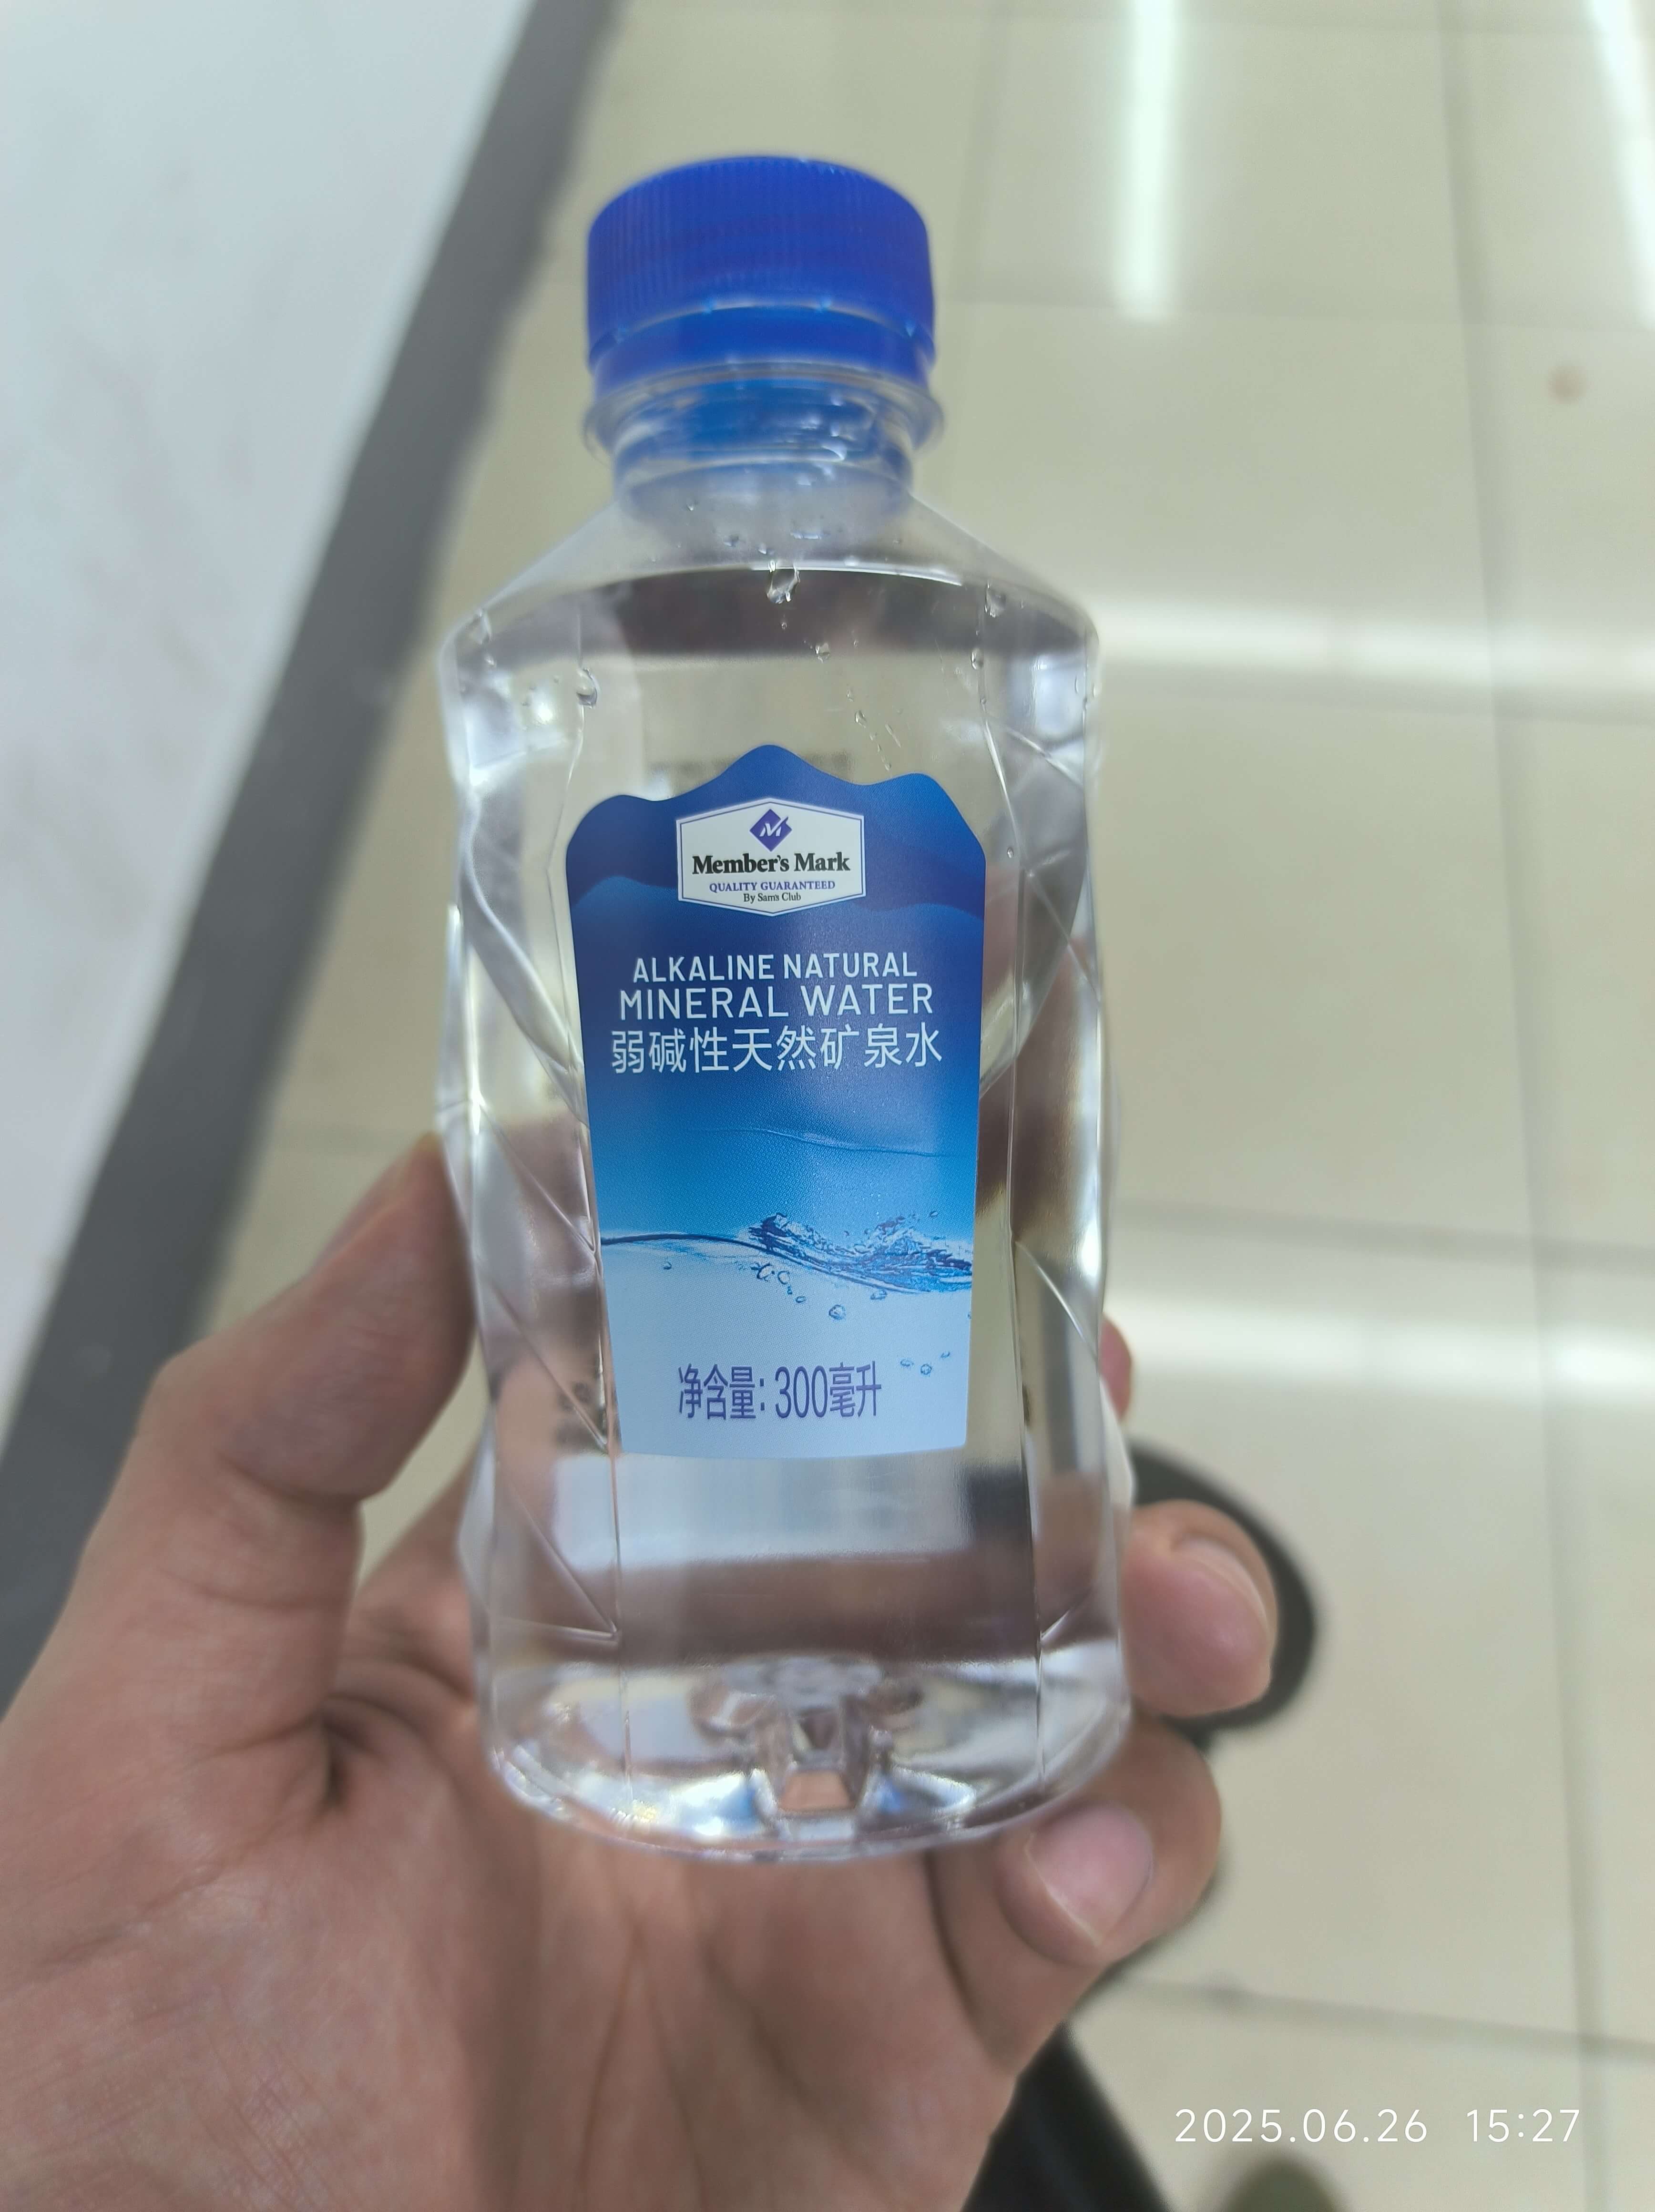 Member's Mark
QUALITY GUARANTEED
By Sam's Club
ALKALINE NATURAL
MINERAL WATER
弱碱性天然矿泉水
净含量: 300毫升
2025.06.26 15:27